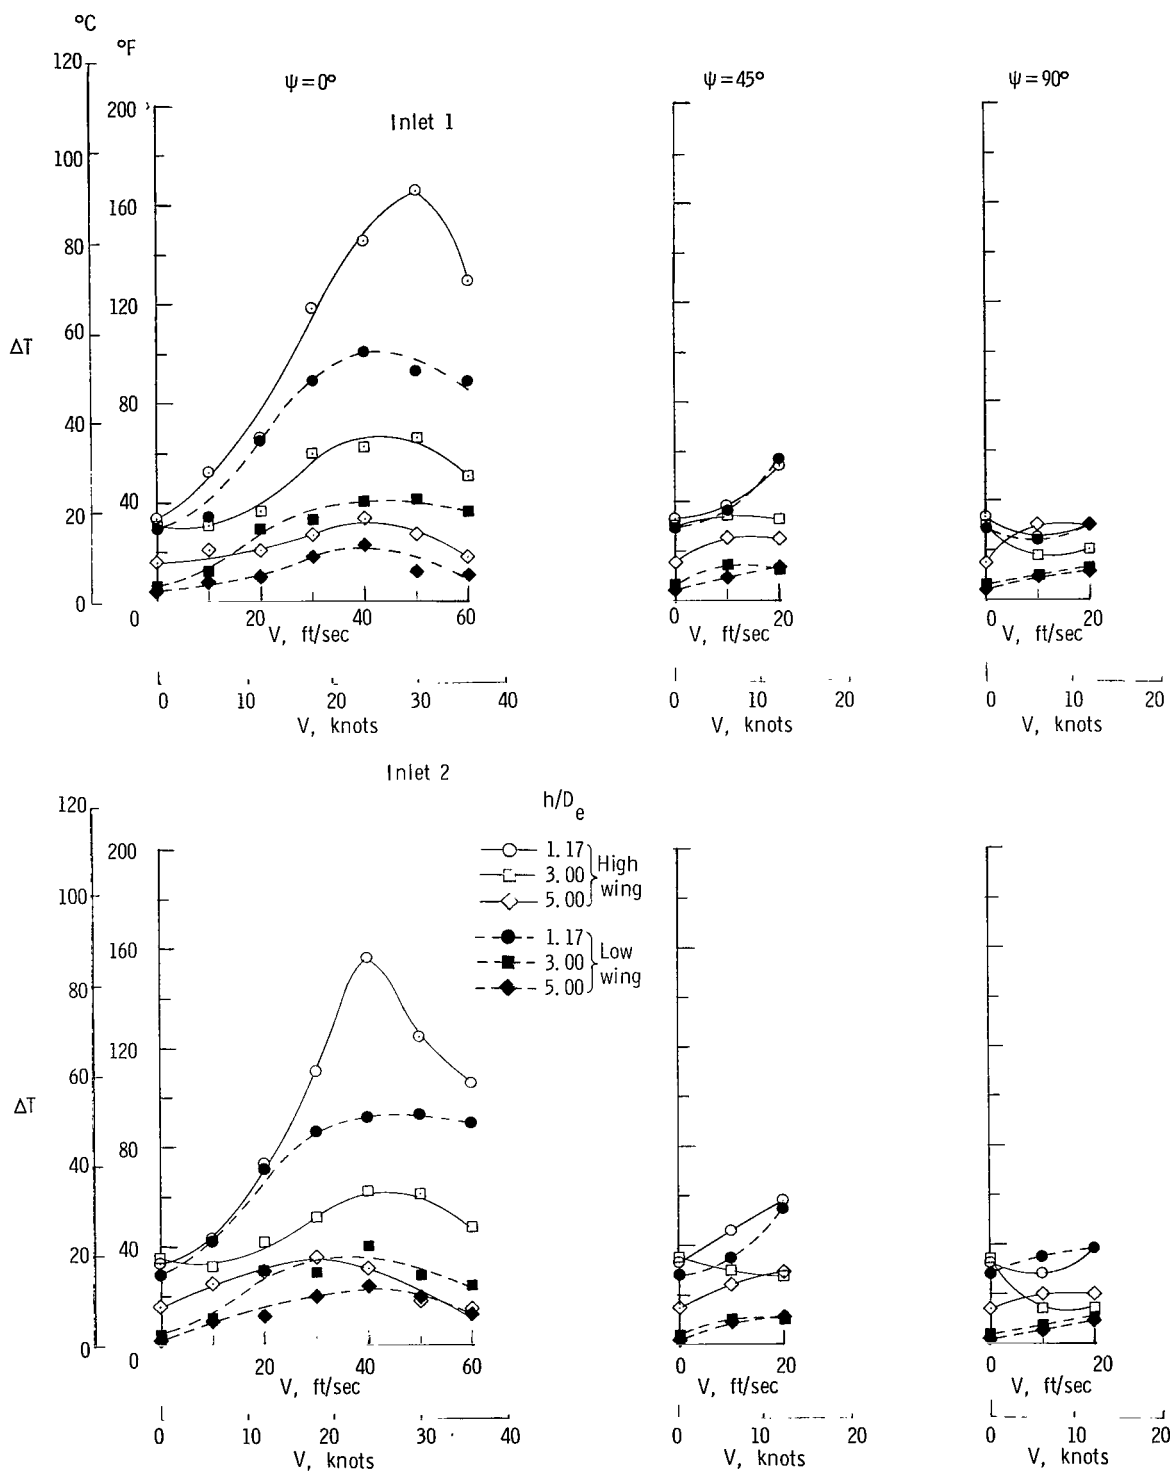 °C
°F
ψ=0° ψ=45° ψ=90°
Inlet 1
120
100
80
60
40
20
0
200
160
120
80
40
0
ΔT
0 20 40 60
V, ft/sec
0 10 20 30 40
V, knots
0 20
V, ft/sec
0 10 20
V, knots
0 20
V, ft/sec
0 10 20
V, knots
Inlet 2
h/De
1.17
3.00
5.00
High
wing
1.17
3.00
5.00
Low
wing
120
100
80
60
40
20
0
200
160
120
80
40
0
ΔT
0 20 40 60
V, ft/sec
0 10 20 30 40
V, knots
0 20
V, ft/sec
0 10 20
V, knots
0 20
V, ft/sec
0 10 20
V, knots